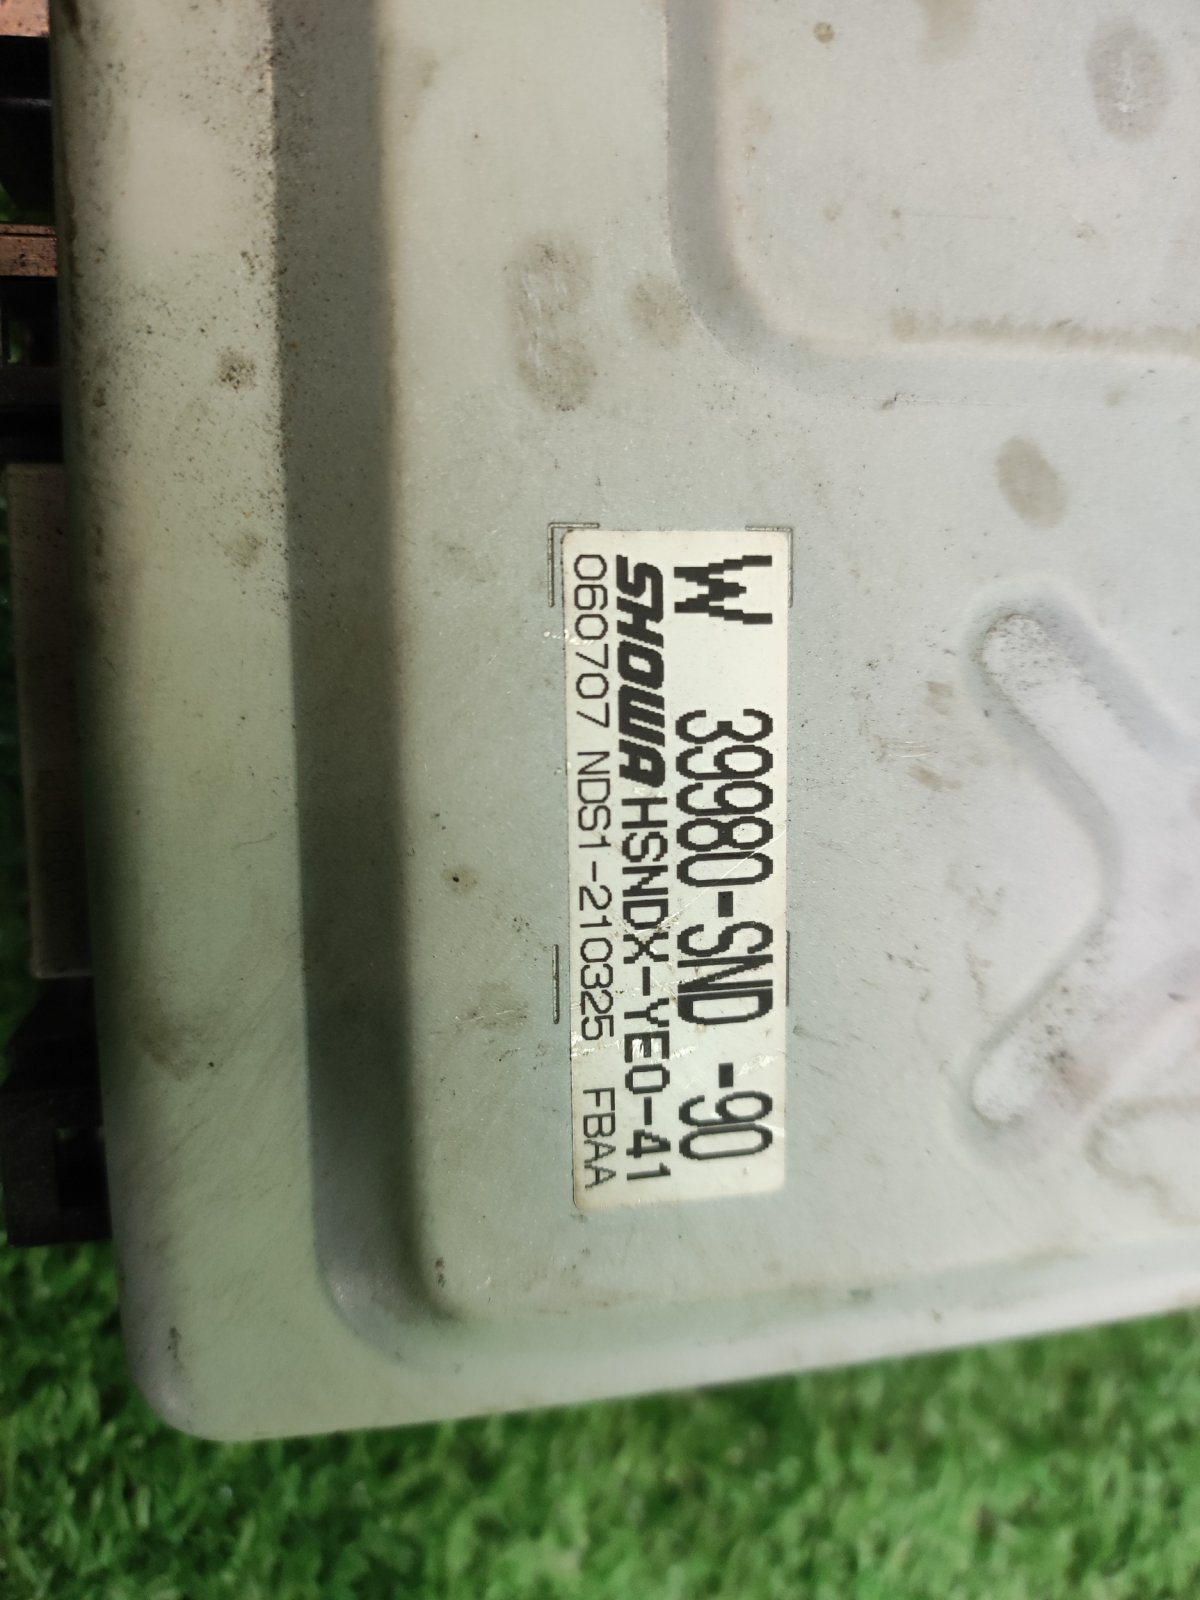 W 39980-SND -90
SHOWA HSNDX-YE0-41
060707 NDS1-210325 FBAA